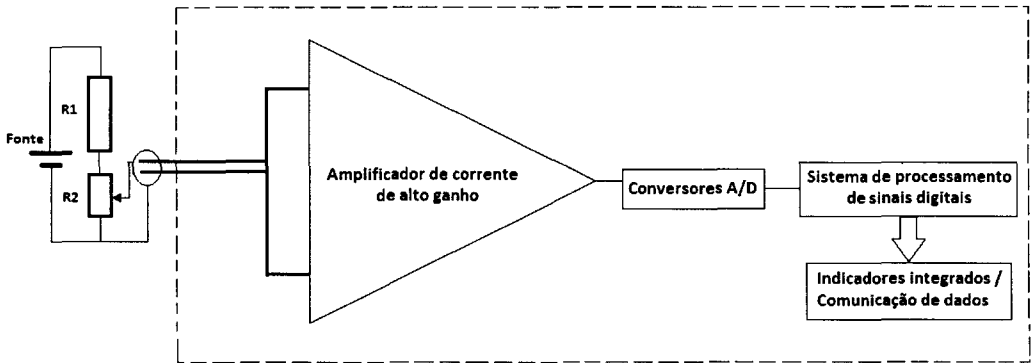 R1
Fonte
R2
Amplificador de corrente
de alto ganho
Conversores A/D
Sistema de processamento
de sinais digitais
Indicadores integrados /
Comunicação de dados